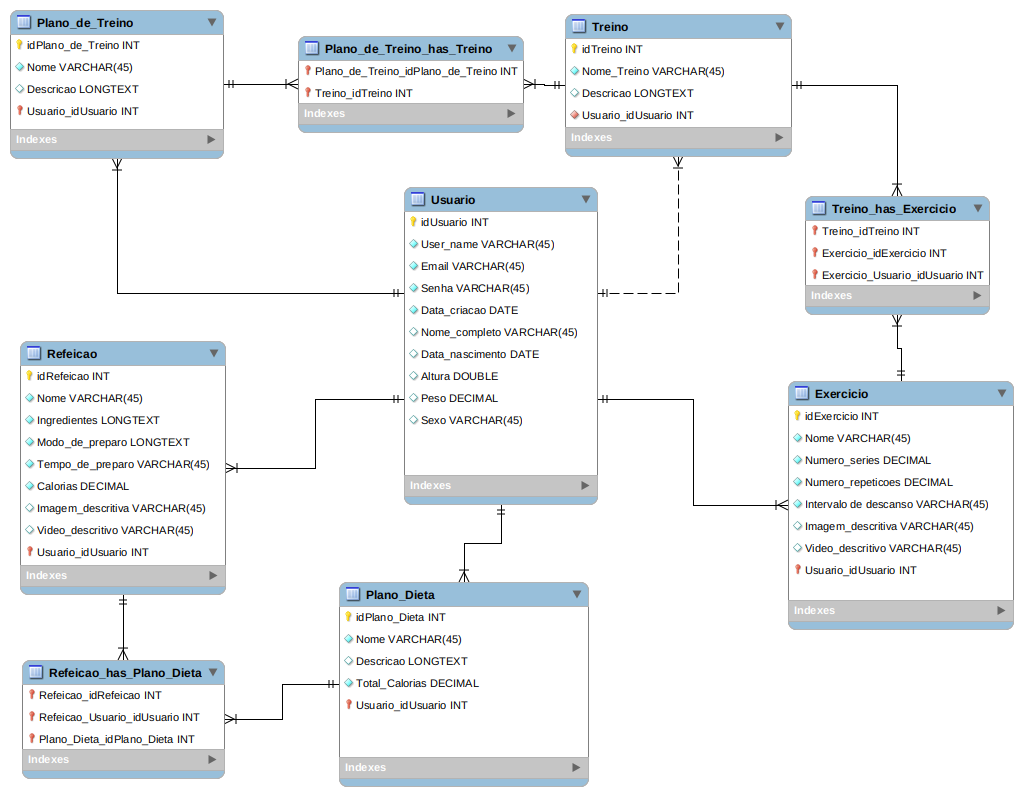 Plano_de_Treino
idPlano_de_Treino INT
Nome VARCHAR(45)
Descricao LONGTEXT
Usuario_idUsuario INT
Indexes
Plano_de_Treino_has_Treino
Plano_de_Treino_idPlano_de_Treino INT
Treino_idTreino INT
Indexes
Treino
idTreino INT
Nome_Treino VARCHAR(45)
Descricao LONGTEXT
Usuario_idUsuario INT
Indexes
Usuario
idUsuario INT
User_name VARCHAR(45)
Email VARCHAR(45)
Senha VARCHAR(45)
Data_criacao DATE
Nome_completo VARCHAR(45)
Data_nascimento DATE
Altura DOUBLE
Peso DECIMAL
Sexo VARCHAR(45)
Indexes
Treino_has_Exercicio
Treino_idTreino INT
Exercicio_idExercicio INT
Exercicio_Usuario_idUsuario INT
Indexes
Refeicao
idRefeicao INT
Nome VARCHAR(45)
Ingredientes LONGTEXT
Modo_de_preparo LONGTEXT
Tempo_de_preparo VARCHAR(45)
Calorias DECIMAL
Imagem_descritiva VARCHAR(45)
Video_descritivo VARCHAR(45)
Usuario_idUsuario INT
Indexes
Exercicio
idExercicio INT
Nome VARCHAR(45)
Numero_series DECIMAL
Numero_repeticoes DECIMAL
Intervalo de descanso VARCHAR(45)
Imagem_descritiva VARCHAR(45)
Video_descritivo VARCHAR(45)
Usuario_idUsuario INT
Indexes
Plano_Dieta
idPlano_Dieta INT
Nome VARCHAR(45)
Descricao LONGTEXT
Total_Calorias DECIMAL
Usuario_idUsuario INT
Indexes
Refeicao_has_Plano_Dieta
Refeicao_idRefeicao INT
Refeicao_Usuario_idUsuario INT
Plano_Dieta_idPlano_Dieta INT
Indexes